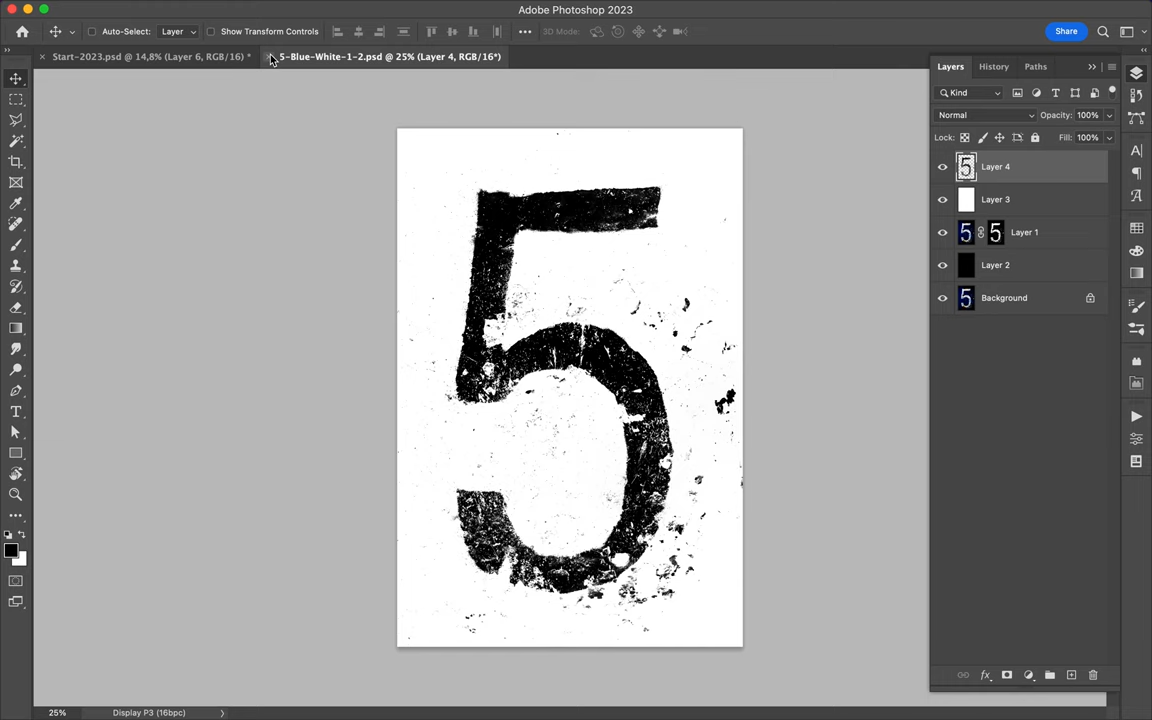 Adobe Photoshop 2023
Auto-Select: Layer Show Transform Controls 3D Mode: Share
Start-2023.psd @ 14,8% (Layer 6, RGB/16) * 5-Blue-White-1-2.psd @ 25% (Layer 4, RGB/16*)
Layers History Paths
Kind
Normal Opacity: 100%
Lock: Fill: 100%
Layer 4
Layer 3
Layer 1
Layer 2
Background
5
25% Display P3 (16bpc)